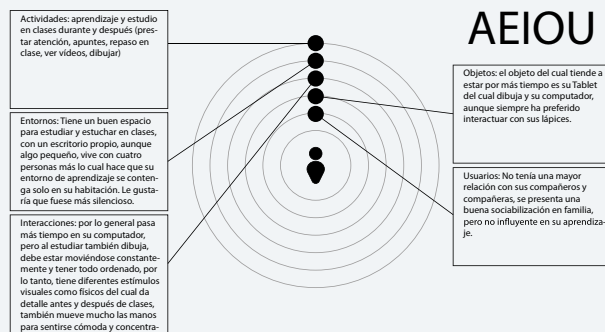 AEIOU
Actividades: aprendizaje y estudio
en clases durante y después (pres-
tar atención, apuntes, repaso en
clase, ver vídeos, dibujar)
Entornos: Tiene un buen espacio
para estudiar y estuchar en clases,
con un escritorio propio, aunque
algo pequeño, vive con cuatro
personas más lo cual hace que su
entorno de aprendizaje se conten-
ga solo en su habitación. Le gusta-
ría que fuese más silencioso.
Interacciones: por lo general pasa
más tiempo en su computador,
pero al estudiar también dibuja,
debe estar moviéndose constante-
mente y tener todo ordenado, por
lo tanto, tiene diferentes estímulos
visuales como físicos del cual da
detalle antes y después de clases,
también mueve mucho las manos
para sentirse cómoda y concentra-
Objetos: el objeto del cual tiende a
estar por más tiempo es su Tablet
del cual dibuja y su computador,
aunque siempre ha preferido
interactuar con sus lápices.
Usuarios: No tenía una mayor
relación con sus compañeros y
compañeras, se presenta una
buena sociabilización en familia,
pero no influyente en su aprendiza-
je.